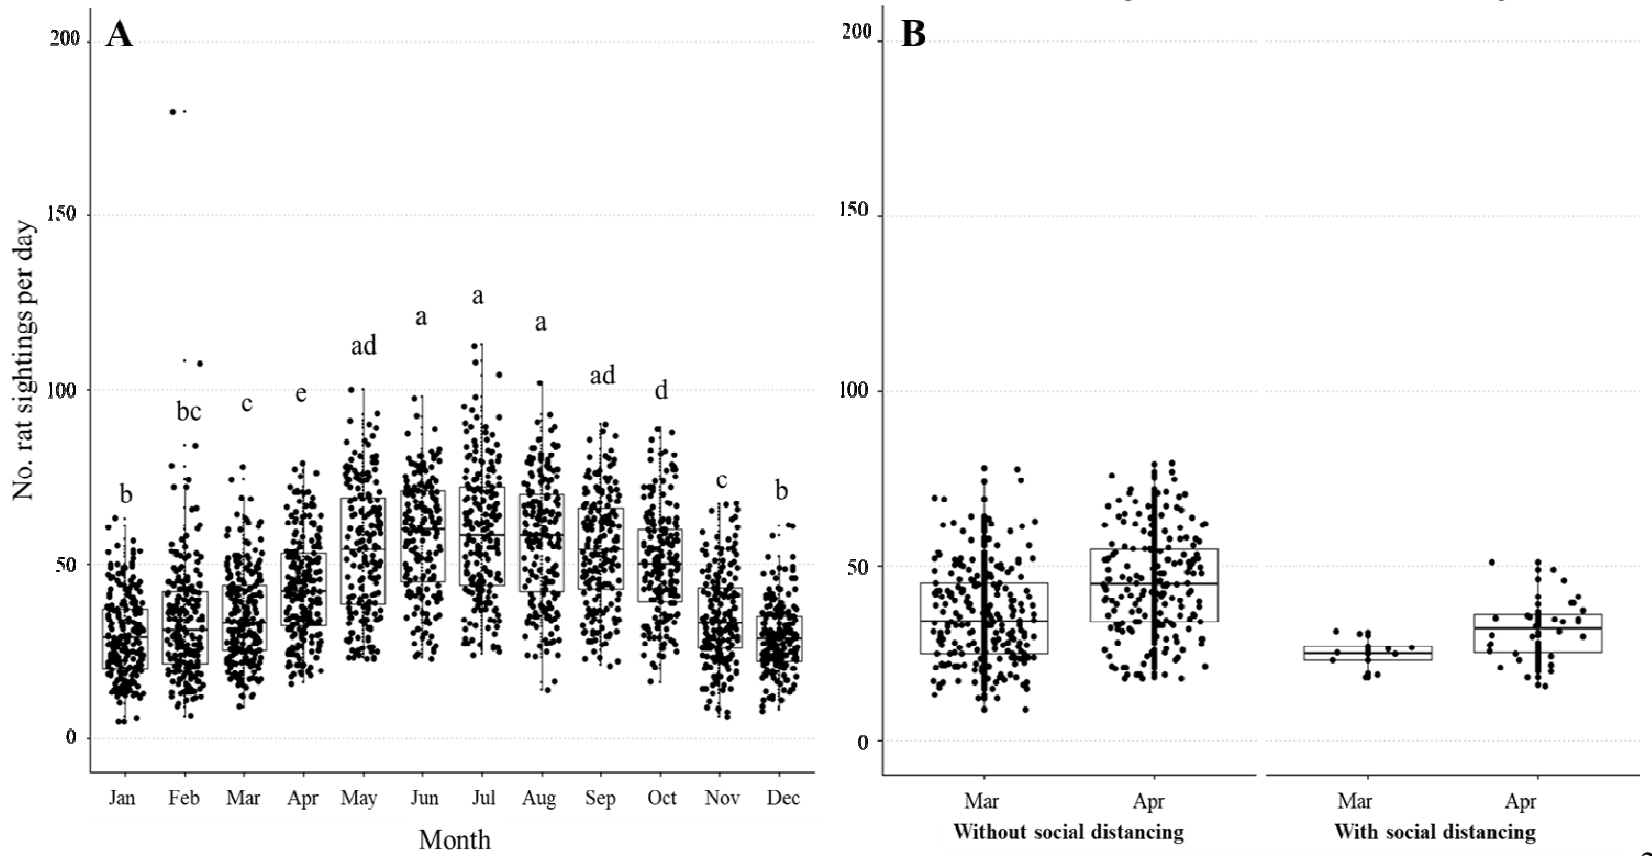 A
No. rat sightings per day
200
150
100
50
0
b
bc
c
e
ad
a
a
a
ad
d
c
b
Jan Feb Mar Apr May Jun Jul Aug Sep Oct Nov Dec
Month
B
200
150
100
50
0
Mar Apr Mar Apr
Without social distancing With social distancing